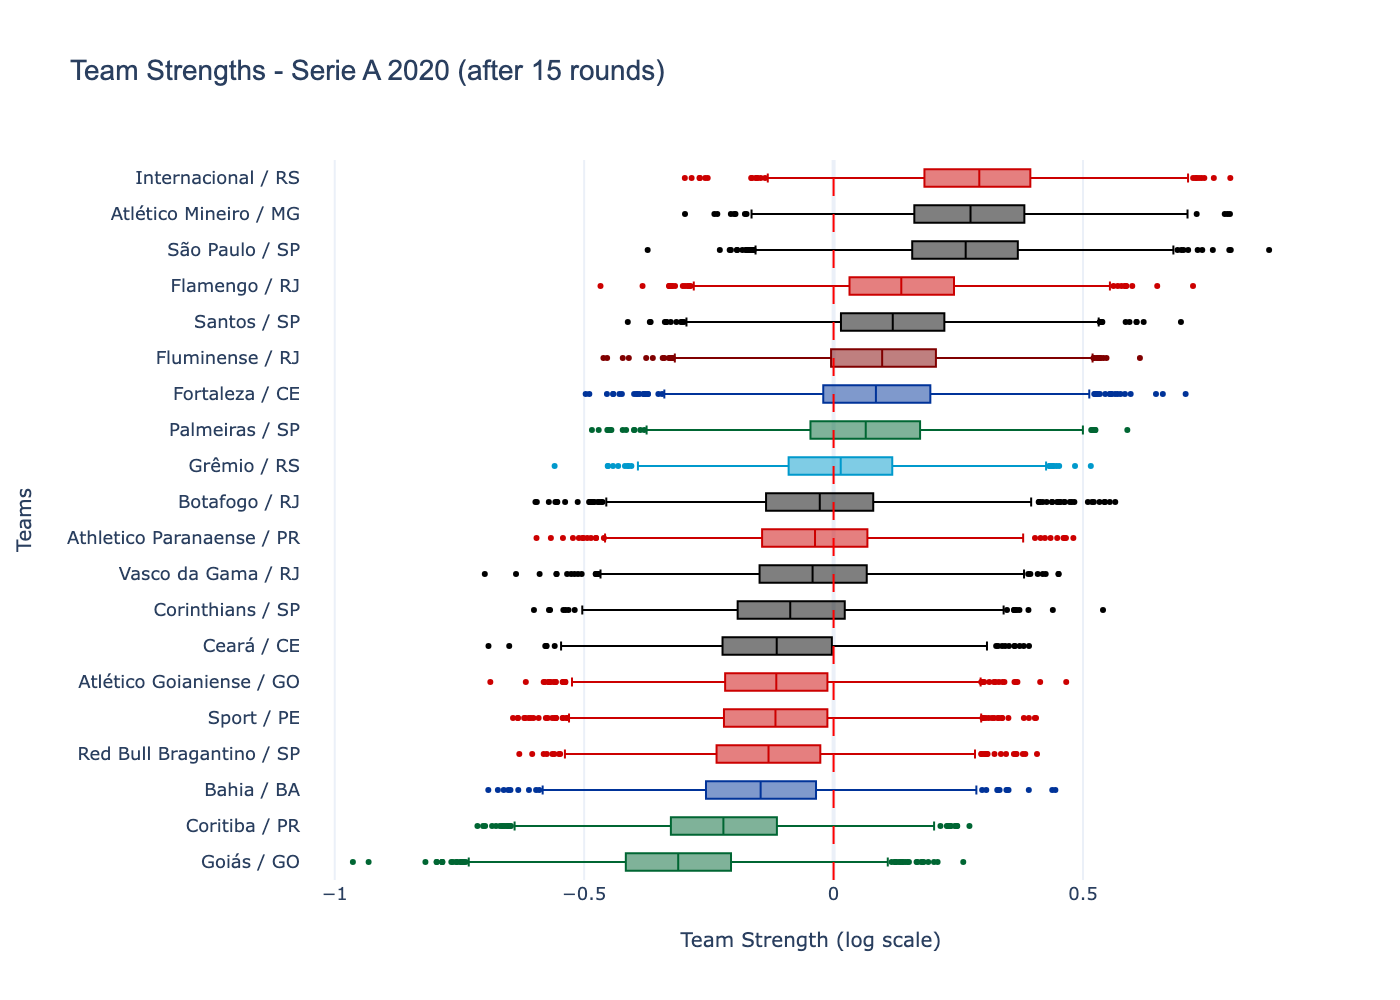 Team Strengths - Serie A 2020 (after 15 rounds)
Internacional / RS
Atlético Mineiro / MG
São Paulo / SP
Flamengo / RJ
Santos / SP
Fluminense / RJ
Fortaleza / CE
Palmeiras / SP
Grêmio / RS
Botafogo / RJ
Athletico Paranaense / PR
Vasco da Gama / RJ
Corinthians / SP
Ceará / CE
Atlético Goianiense / GO
Sport / PE
Red Bull Bragantino / SP
Bahia / BA
Coritiba / PR
Goiás / GO
Teams
−1 −0.5 0 0.5
Team Strength (log scale)